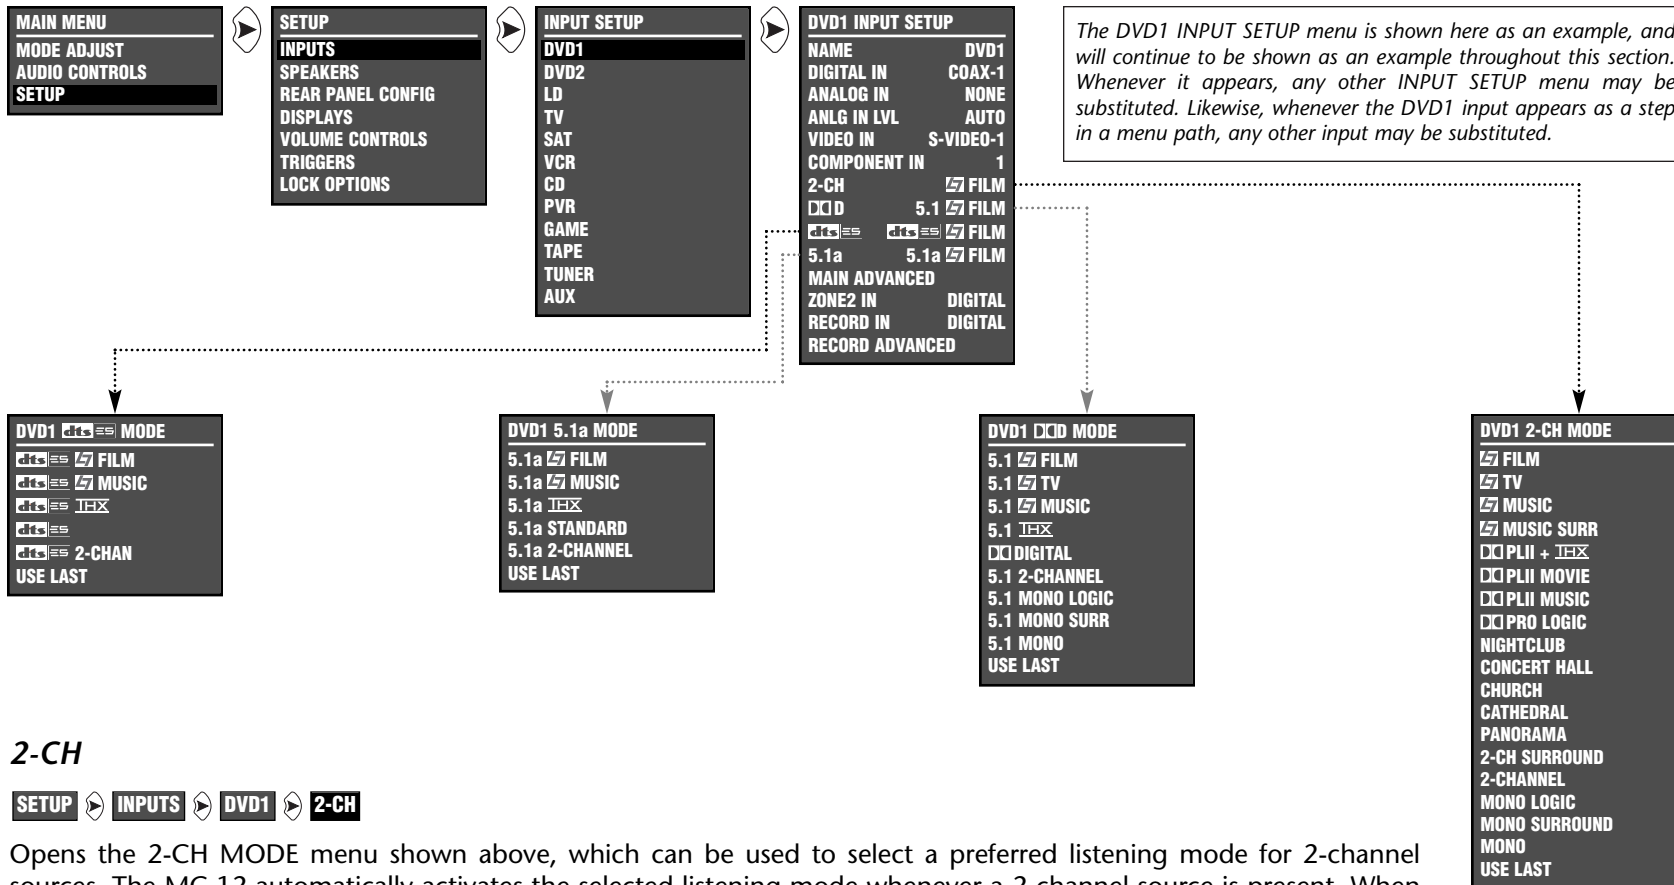 MAIN MENU
MODE ADJUST
AUDIO CONTROLS
SETUP
SETUP
INPUTS
SPEAKERS
REAR PANEL CONFIG
DISPLAYS
VOLUME CONTROLS
TRIGGERS
LOCK OPTIONS
INPUT SETUP
DVD1
DVD2
LD
TV
SAT
VCR
CD
PVR
GAME
TAPE
TUNER
AUX
DVD1 INPUT SETUP
NAME DVD1
DIGITAL IN COAX-1
ANALOG IN NONE
ANLG IN LVL AUTO
VIDEO IN S-VIDEO-1
COMPONENT IN 1
2-CH L7 FILM
D 5.1 L7 FILM
dts ES dts ES L7 FILM
5.1a 5.1a L7 FILM
MAIN ADVANCED
ZONE2 IN DIGITAL
RECORD IN DIGITAL
RECORD ADVANCED
The DVD1 INPUT SETUP menu is shown here as an example, and
will continue to be shown as an example throughout this section.
Whenever it appears, any other INPUT SETUP menu may be
substituted. Likewise, whenever the DVD1 input appears as a step
in a menu path, any other input may be substituted.
DVD1 dts ES MODE
dts ES L7 FILM
dts ES L7 MUSIC
dts ES THX
dts ES
dts ES 2-CHAN
USE LAST
DVD1 5.1a MODE
5.1a L7 FILM
5.1a L7 MUSIC
5.1a THX
5.1a STANDARD
5.1a 2-CHANNEL
USE LAST
DVD1 D MODE
5.1 L7 FILM
5.1 L7 TV
5.1 L7 MUSIC
5.1 THX
DIGITAL
5.1 2-CHANNEL
5.1 MONO LOGIC
5.1 MONO SURR
5.1 MONO
USE LAST
DVD1 2-CH MODE
L7 FILM
L7 TV
L7 MUSIC
L7 MUSIC SURR
PLII + THX
PLII MOVIE
PLII MUSIC
PRO LOGIC
NIGHTCLUB
CONCERT HALL
CHURCH
CATHEDRAL
PANORAMA
2-CH SURROUND
2-CHANNEL
MONO LOGIC
MONO SURROUND
MONO
USE LAST
2-CH
SETUP INPUTS DVD1 2-CH
Opens the 2-CH MODE menu shown above, which can be used to select a preferred listening mode for 2-channel
sources. The MC-12 automatically activates the selected listening mode whenever a 2-channel source is present. When